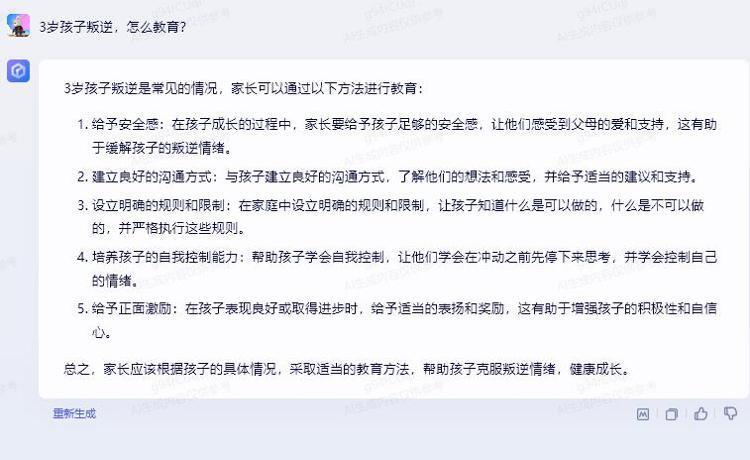 3岁孩子叛逆，怎么教育？
3岁孩子叛逆是常见的情况，家长可以通过以下方法进行教育：
1. 给予安全感：在孩子成长的过程中，家长要给予孩子足够的安全感，让他们感受到父母的爱和支持，这有助
于缓解孩子的叛逆情绪。
2. 建立良好的沟通方式：与孩子建立良好的沟通方式，了解他们的想法和感受，并给予适当的建议和支持。
3. 设立明确的规则和限制：在家庭中设立明确的规则和限制，让孩子知道什么是可以做的，什么是不可以做
的，并严格执行这些规则。
4. 培养孩子的自我控制能力：帮助孩子学会自我控制，让他们学会在冲动之前先停下来思考，并学会控制自己
的情绪。
5. 给予正面激励：在孩子表现良好或取得进步时，给予适当的表扬和奖励，这有助于增强孩子的积极性和自信
心。
总之，家长应该根据孩子的具体情况，采取适当的教育方法，帮助孩子克服叛逆情绪，健康成长。
重新生成